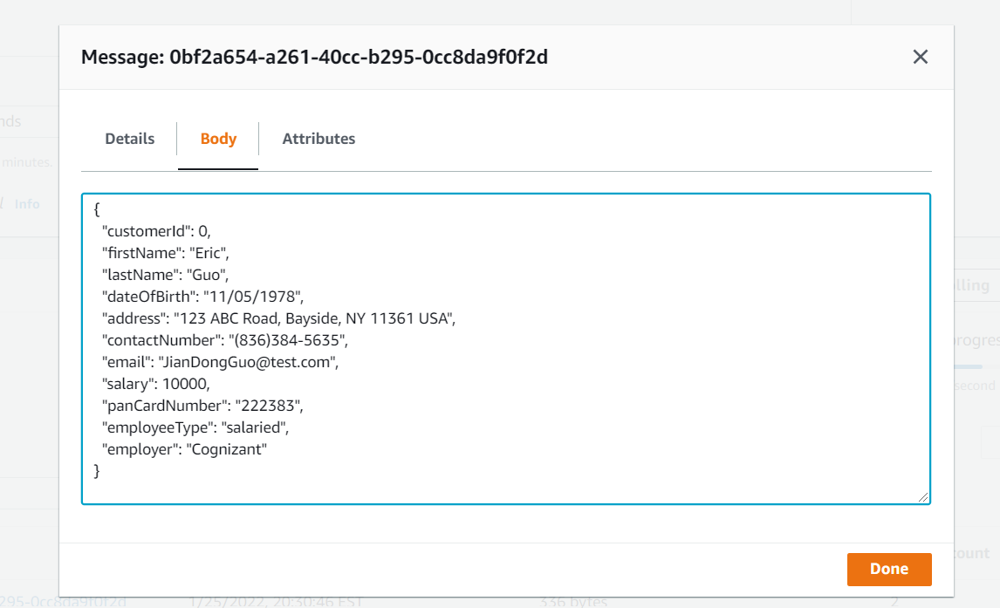 Message: 0bf2a654-a261-40cc-b295-0cc8da9f0f2d
Details Body Attributes
nds
minutes.
Info
{
"customerId": 0,
"firstName": "Eric",
"lastName": "Guo",
"dateOfBirth": "11/05/1978",
"address": "123 ABC Road, Bayside, NY 11361 USA",
"contactNumber": "(836)384-5635",
"email": "JianDongGuo@test.com",
"salary": 10000,
"panCardNumber": "222383",
"employeeType": "salaried",
"employer": "Cognizant"
}
lling
progres
second
ount
Done
295-0cc8da9f0f2d 1/25/2022, 20:30:46 EST 336 bytes 2